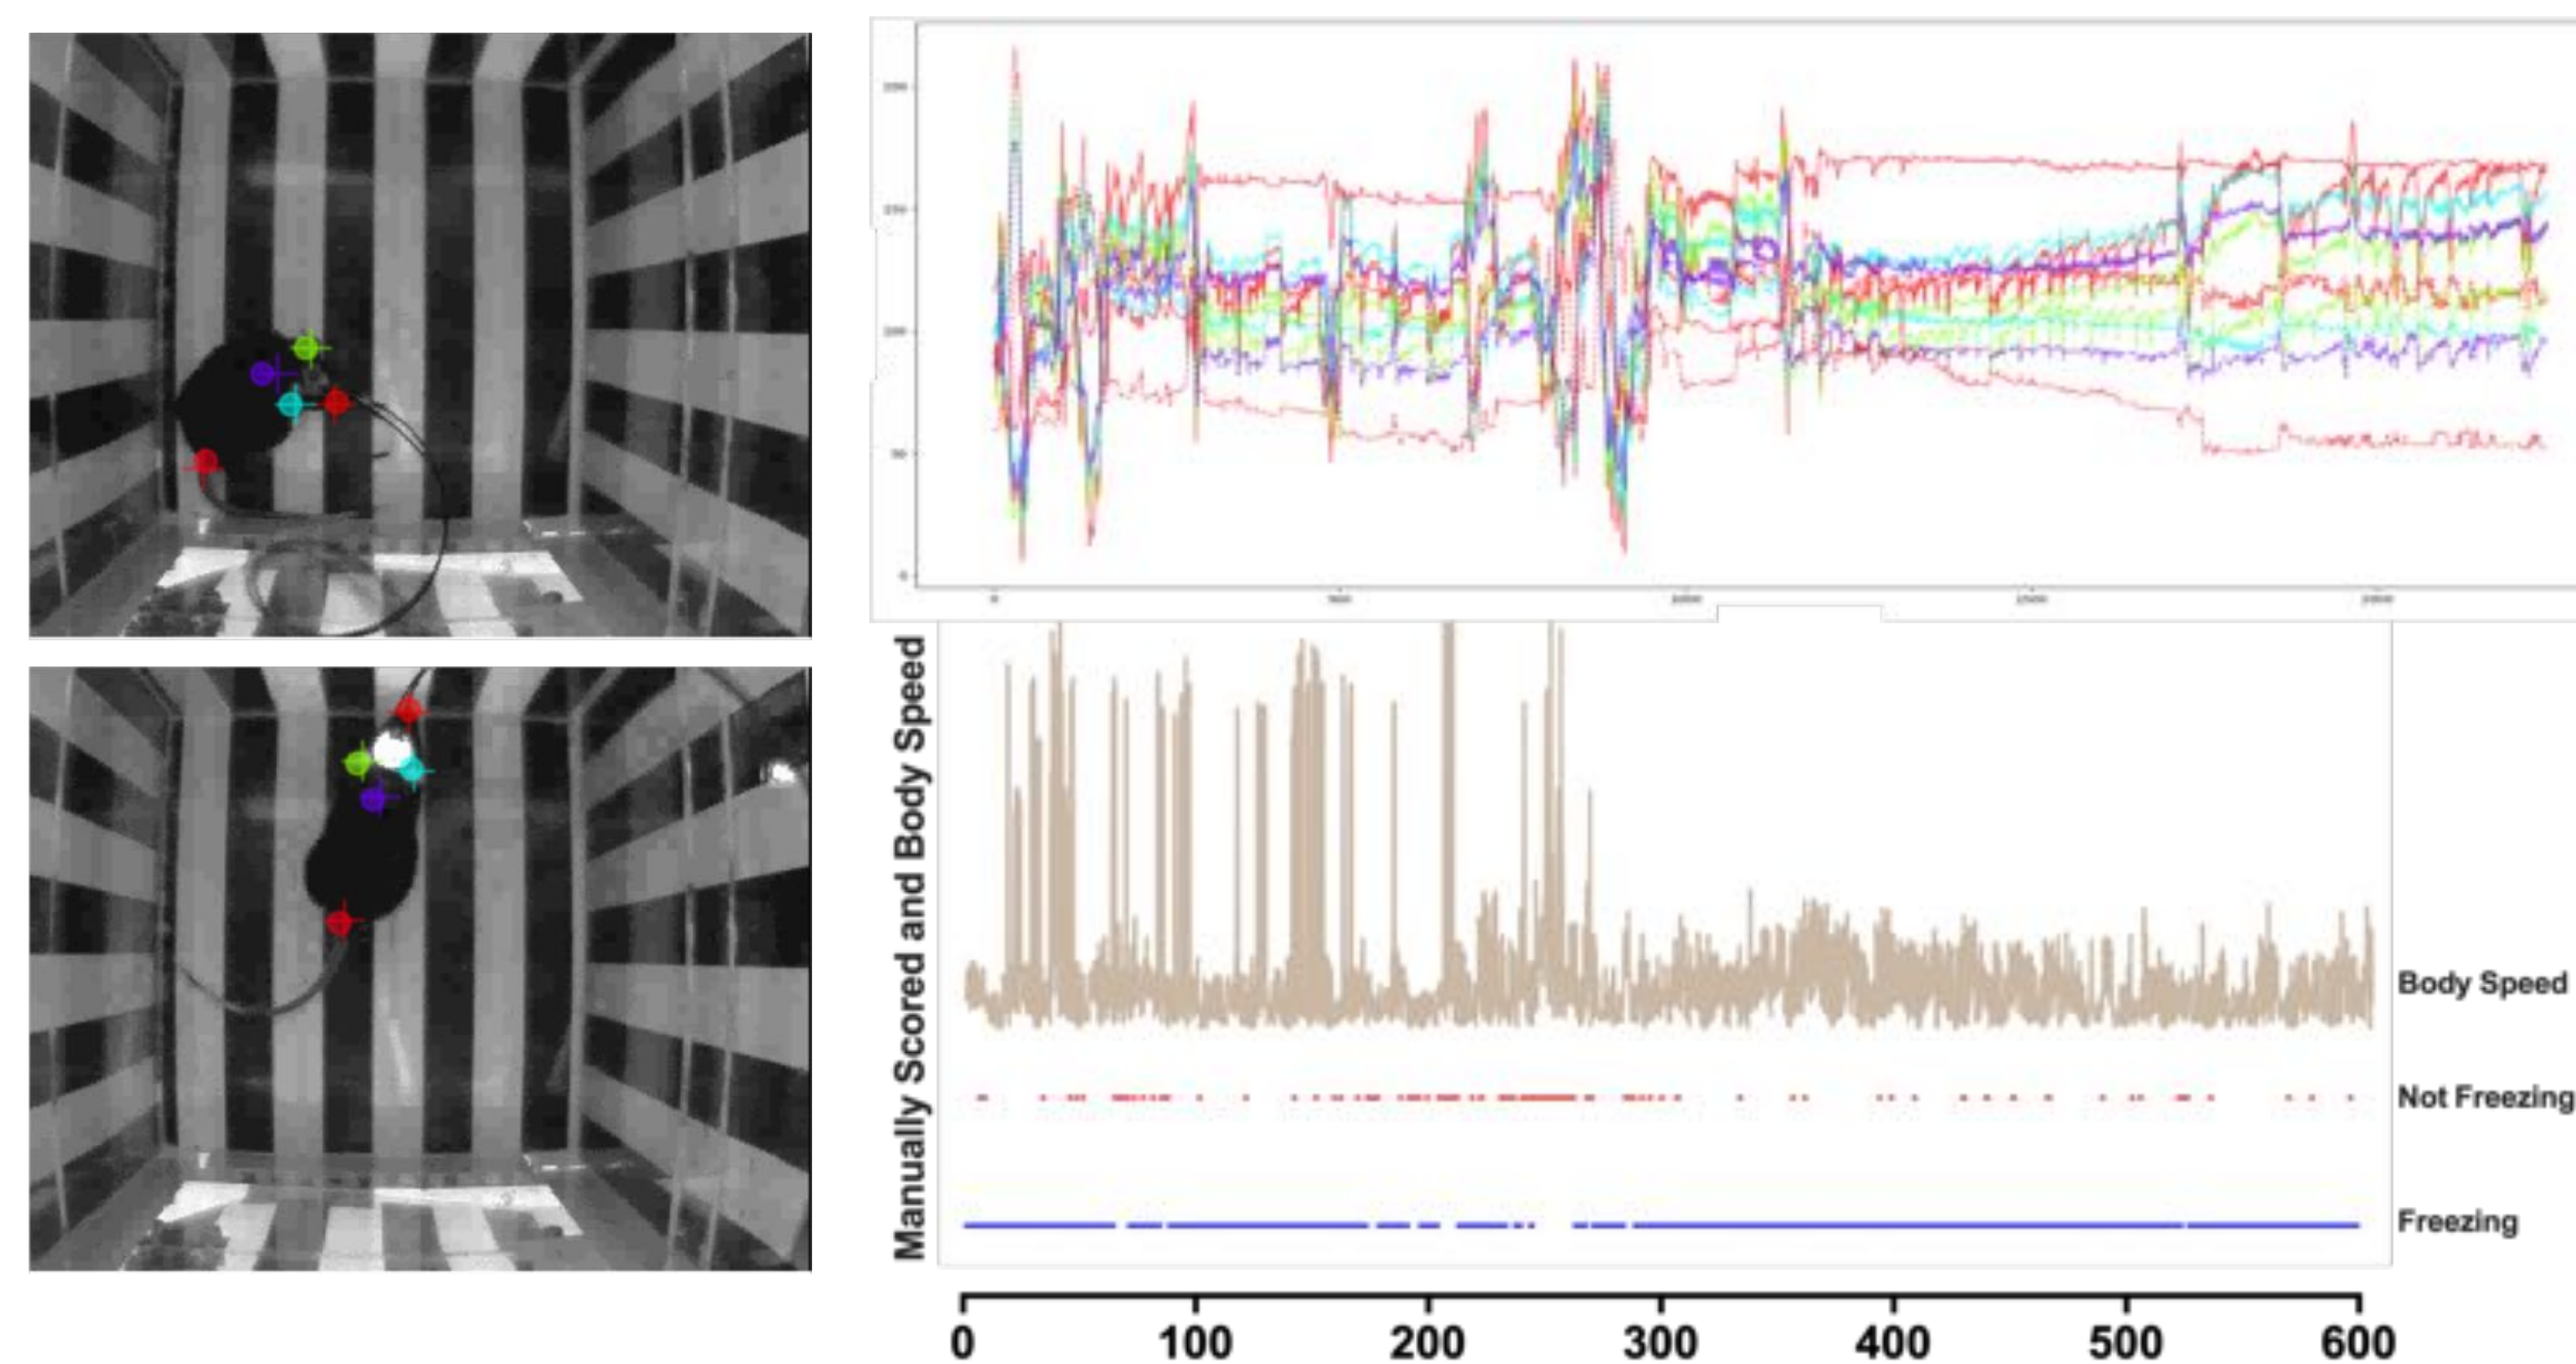 Manually Scored and Body Speed
Body Speed
Not Freezing
Freezing
0 100 200 300 400 500 600